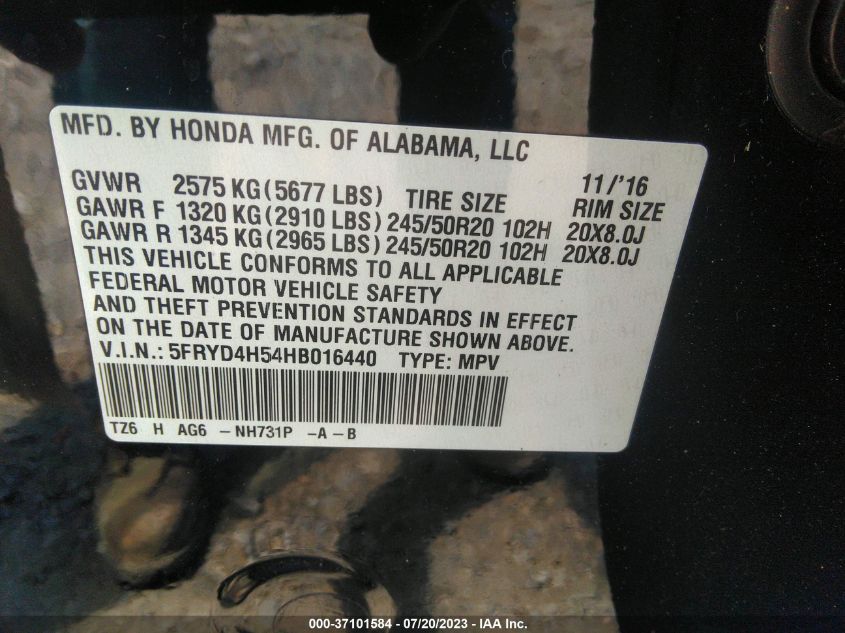 MFD. BY HONDA MFG. OF ALABAMA, LLC
GVWR 2575 KG (5677 LBS) TIRE SIZE 11/'16 RIM SIZE
GAWR F 1320 KG (2910 LBS) 245/50R20 102H 20X8.0J
GAWR R 1345 KG (2965 LBS) 245/50R20 102H 20X8.0J
THIS VEHICLE CONFORMS TO ALL APPLICABLE
FEDERAL MOTOR VEHICLE SAFETY
AND THEFT PREVENTION STANDARDS IN EFFECT
ON THE DATE OF MANUFACTURE SHOWN ABOVE.
V.I.N.: 5FRYD4H54HB016440 TYPE: MPV
TZ6 H AG6 - NH731P - A - B
000-37101584 - 07/20/2023 - IAA Inc.